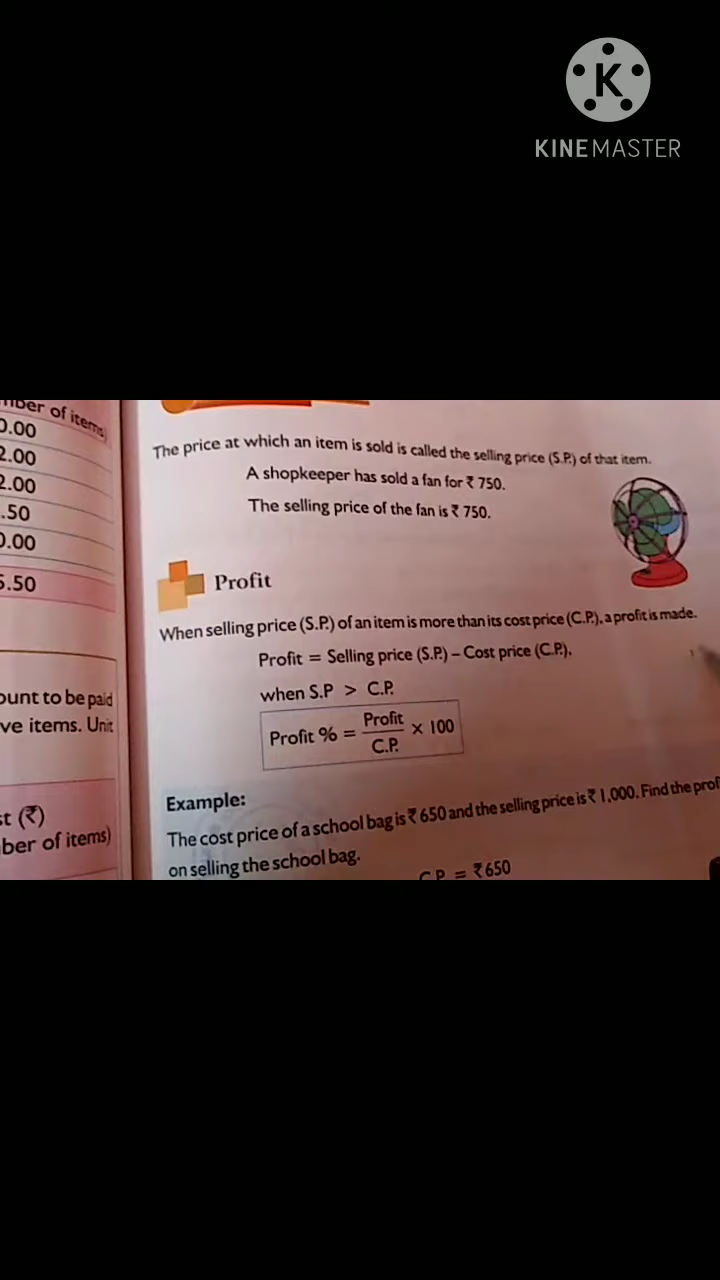 K
KINEMASTER
of items)
0.00
2.00
2.00
.50
0.00
5.50
to be paid
ve items. Unit
(₹)
of items)
The price at which an item is sold is called the selling price (S.P.) of that item.
A shopkeeper has sold a fan for ₹ 750.
The selling price of the fan is ₹ 750.
Profit
When selling price (S.P.) of an item is more than its cost price (C.P.), a profit is made.
Profit = Selling price (S.P.) – Cost price (C.P.),
when S.P > C.P.
Profit % = Profit/C.P. × 100
Example:
The cost price of a school bag is ₹ 650 and the selling price is ₹ 1,000. Find the prof
on selling the school bag.
C.P. = ₹ 650